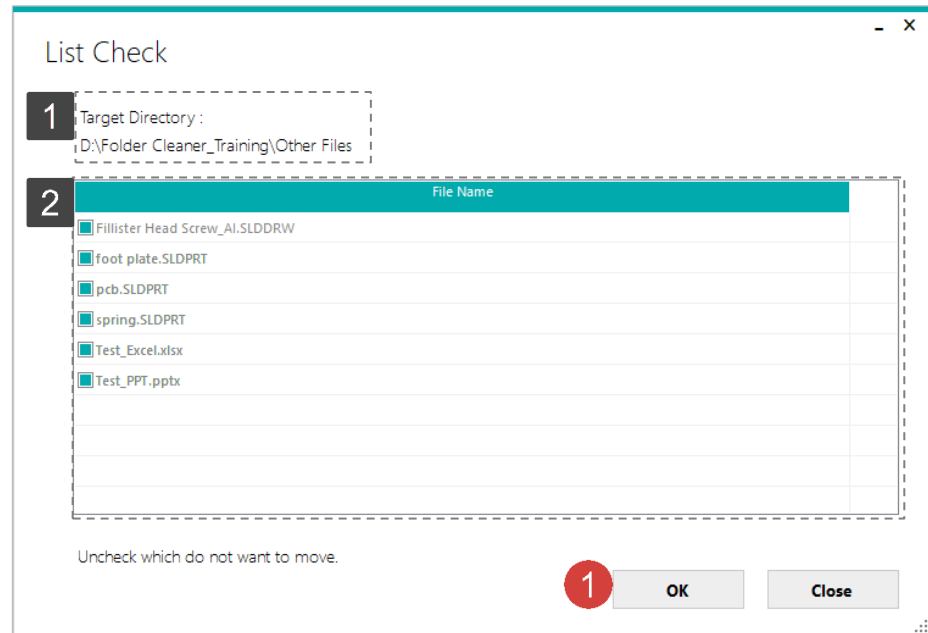 List Check
1
Target Directory :
D:\Folder Cleaner_Training\Other Files
2
File Name
Fillister Head Screw_AI.SLDDRW
foot plate.SLDPRT
pcb.SLDPRT
spring.SLDPRT
Test_Excel.xlsx
Test_PPT.pptx
Uncheck which do not want to move.
1
OK
Close